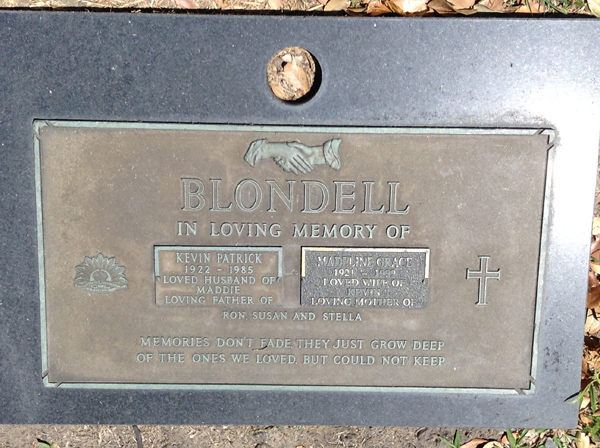 BLONDELL
IN LOVING MEMORY OF
KEVIN PATRICK
1922 - 1985
LOVED HUSBAND OF
MADDIE
LOVING FATHER OF
MADELINE GRACE
LOVED WIFE OF
KEVIN
LOVING MOTHER OF
RON, SUSAN AND STELLA
MEMORIES DON'T FADE, THEY JUST GROW DEEP
OF THE ONES WE LOVED, BUT COULD NOT KEEP